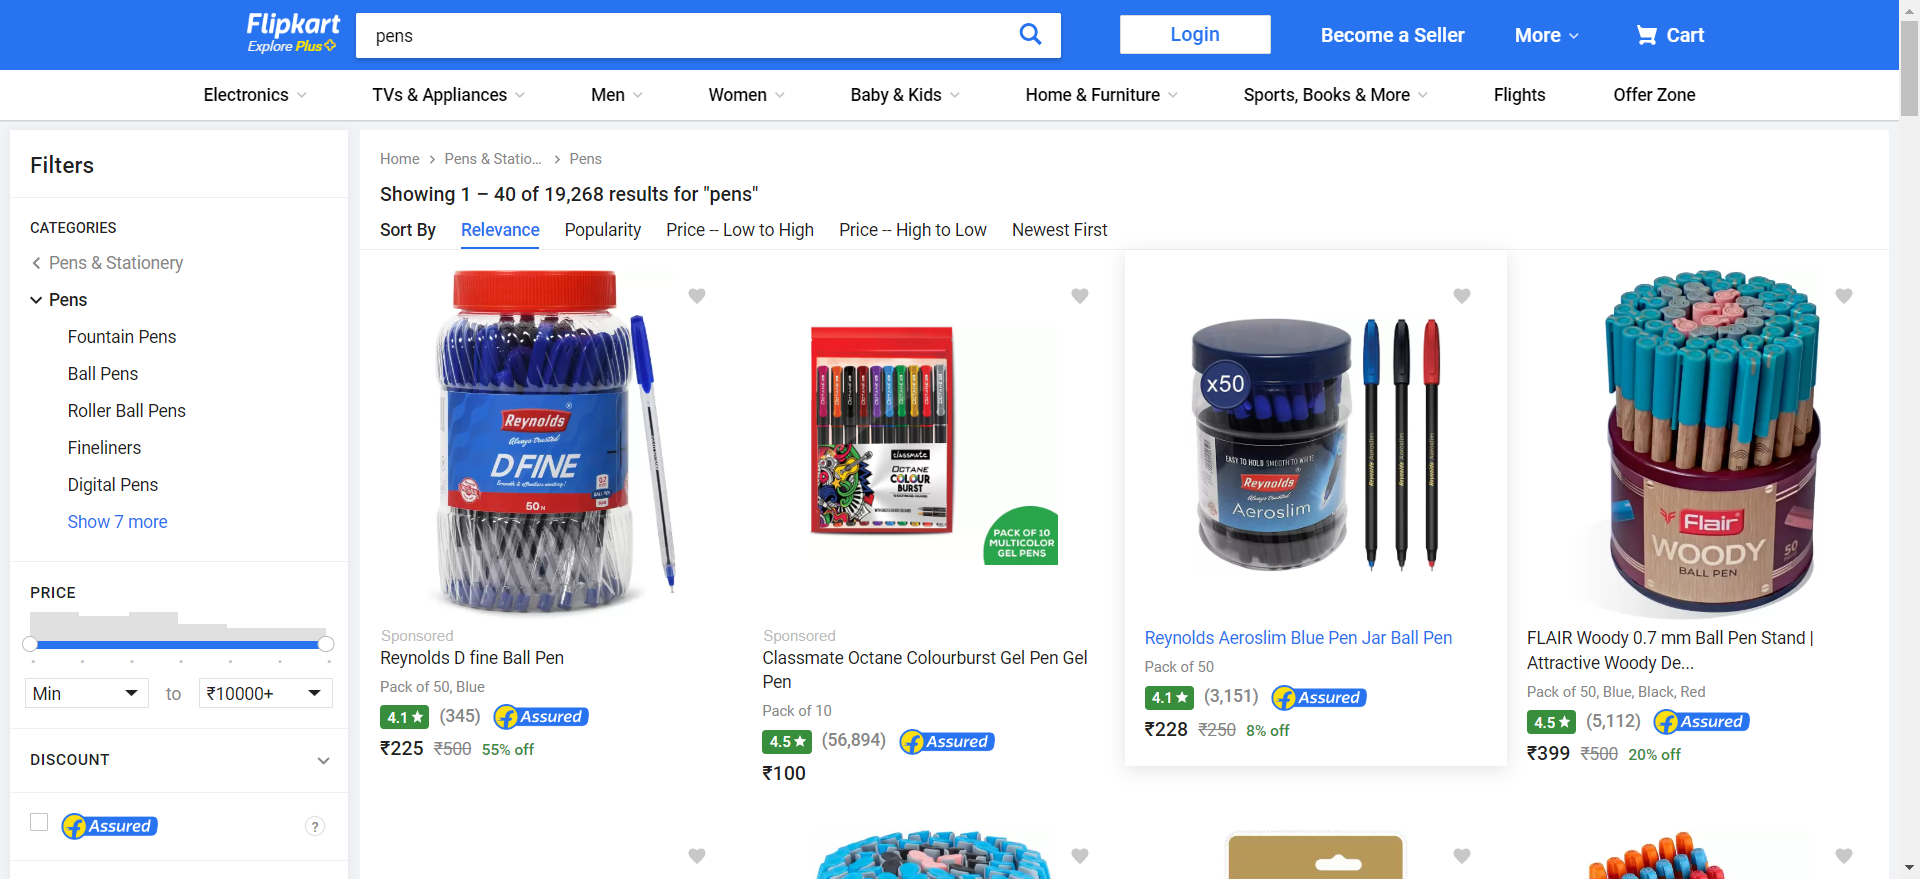 Flipkart
Explore Plus
pens
Login
Become a Seller
More
Cart
Electronics
TVs & Appliances
Men
Women
Baby & Kids
Home & Furniture
Sports, Books & More
Flights
Offer Zone
Filters
CATEGORIES
Pens & Stationery
Pens
Fountain Pens
Ball Pens
Roller Ball Pens
Fineliners
Digital Pens
Show 7 more
PRICE
Min
to
₹10000+
DISCOUNT
Assured
?
Home
Pens & Statio...
Pens
Showing 1 – 40 of 19,268 results for "pens"
Sort By
Relevance
Popularity
Price -- Low to High
Price -- High to Low
Newest First
Reynolds
Always trusted
D FINE
Smooth & effortless writing!
50N
Sponsored
Reynolds D fine Ball Pen
Pack of 50, Blue
4.1
(345)
Assured
₹225 ₹500 55% off
classmate
OCTANE
COLOUR
BURST
PACK OF 10
MULTICOLOR
GEL PENS
Sponsored
Classmate Octane Colourburst Gel Pen Gel
Pen
Pack of 10
4.5
(56,894)
Assured
₹100
x50
EASY TO HOLD SMOOTH TO WRITE
Reynolds
Always trusted
Aeroslim
Reynolds Aeroslim Blue Pen Jar Ball Pen
Pack of 50
4.1
(3,151)
Assured
₹228 ₹250 8% off
Flair
WOODY
BALL PEN
50
FLAIR Woody 0.7 mm Ball Pen Stand |
Attractive Woody De...
Pack of 50, Blue, Black, Red
4.5
(5,112)
Assured
₹399 ₹500 20% off